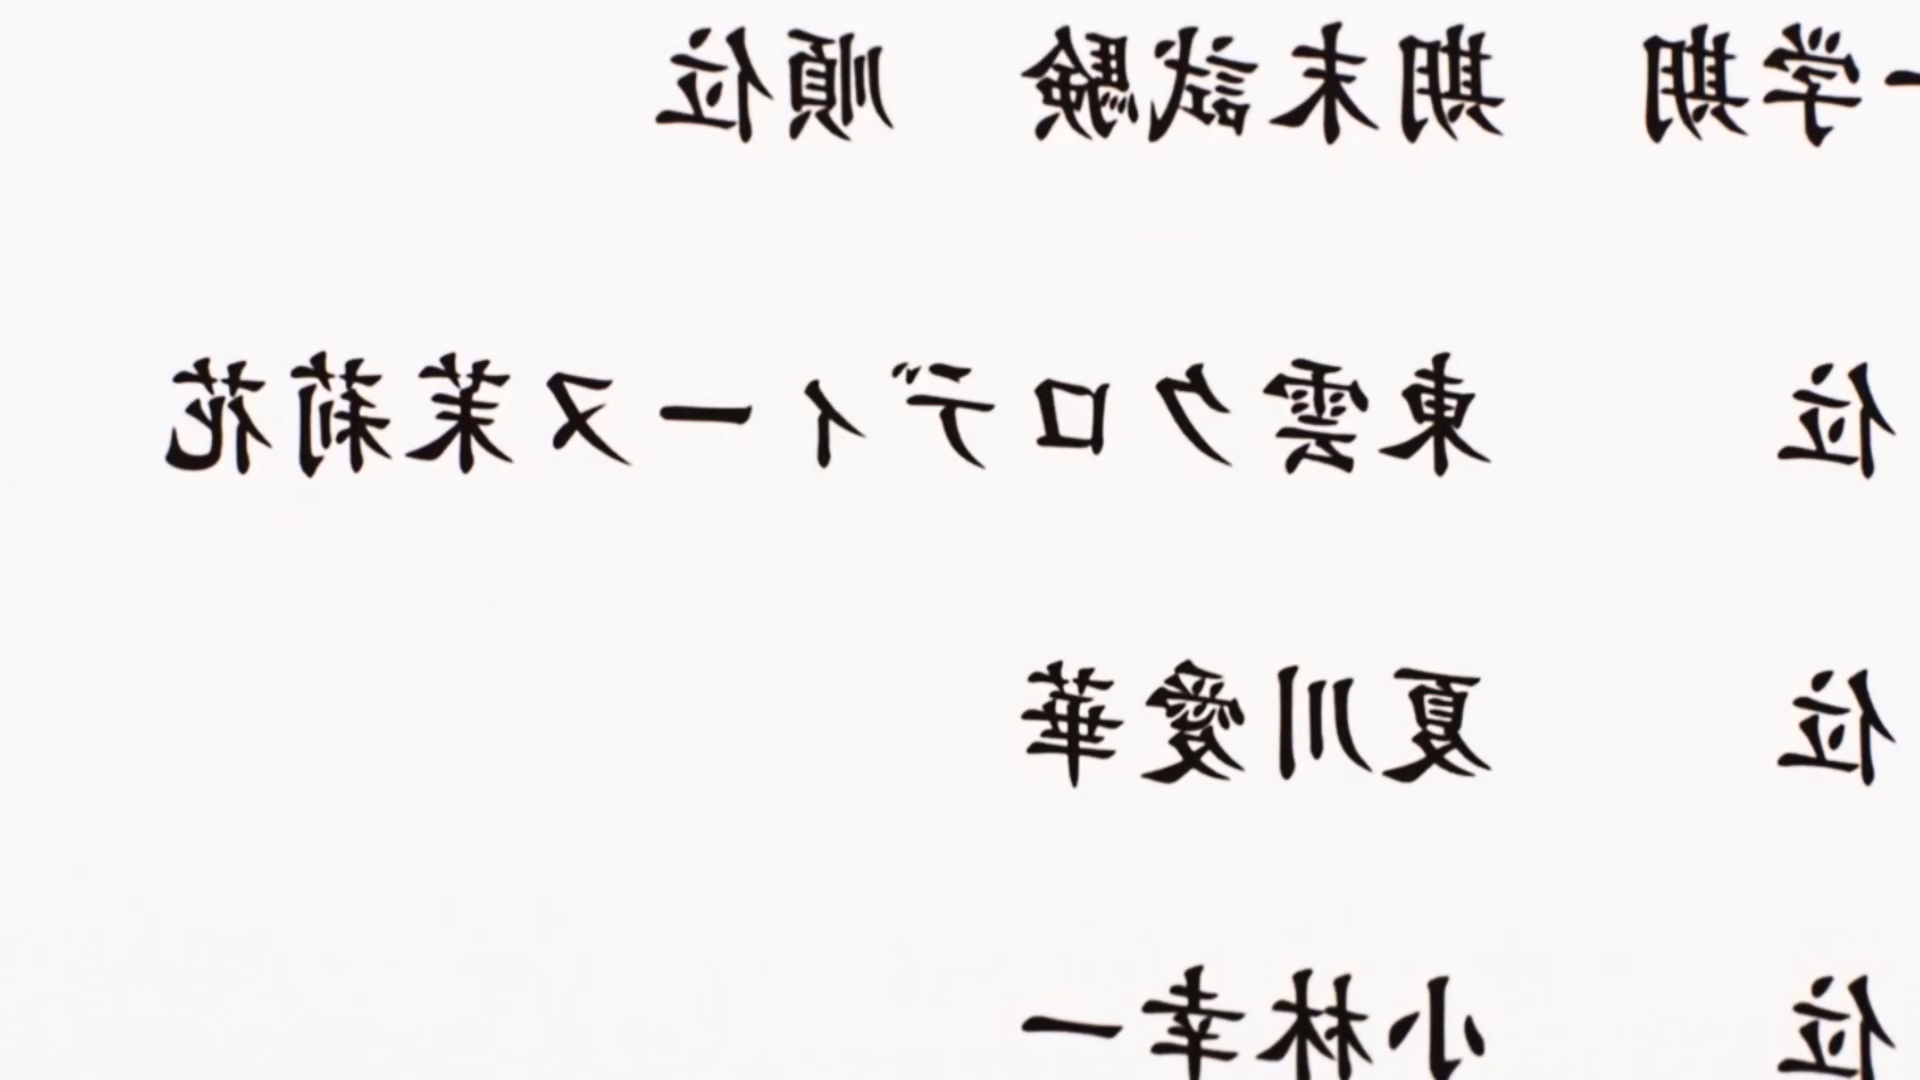 一学期 期末試験 順位
位 東雲クロディーヌ茉莉花
位 夏川愛華
位 小林幸一